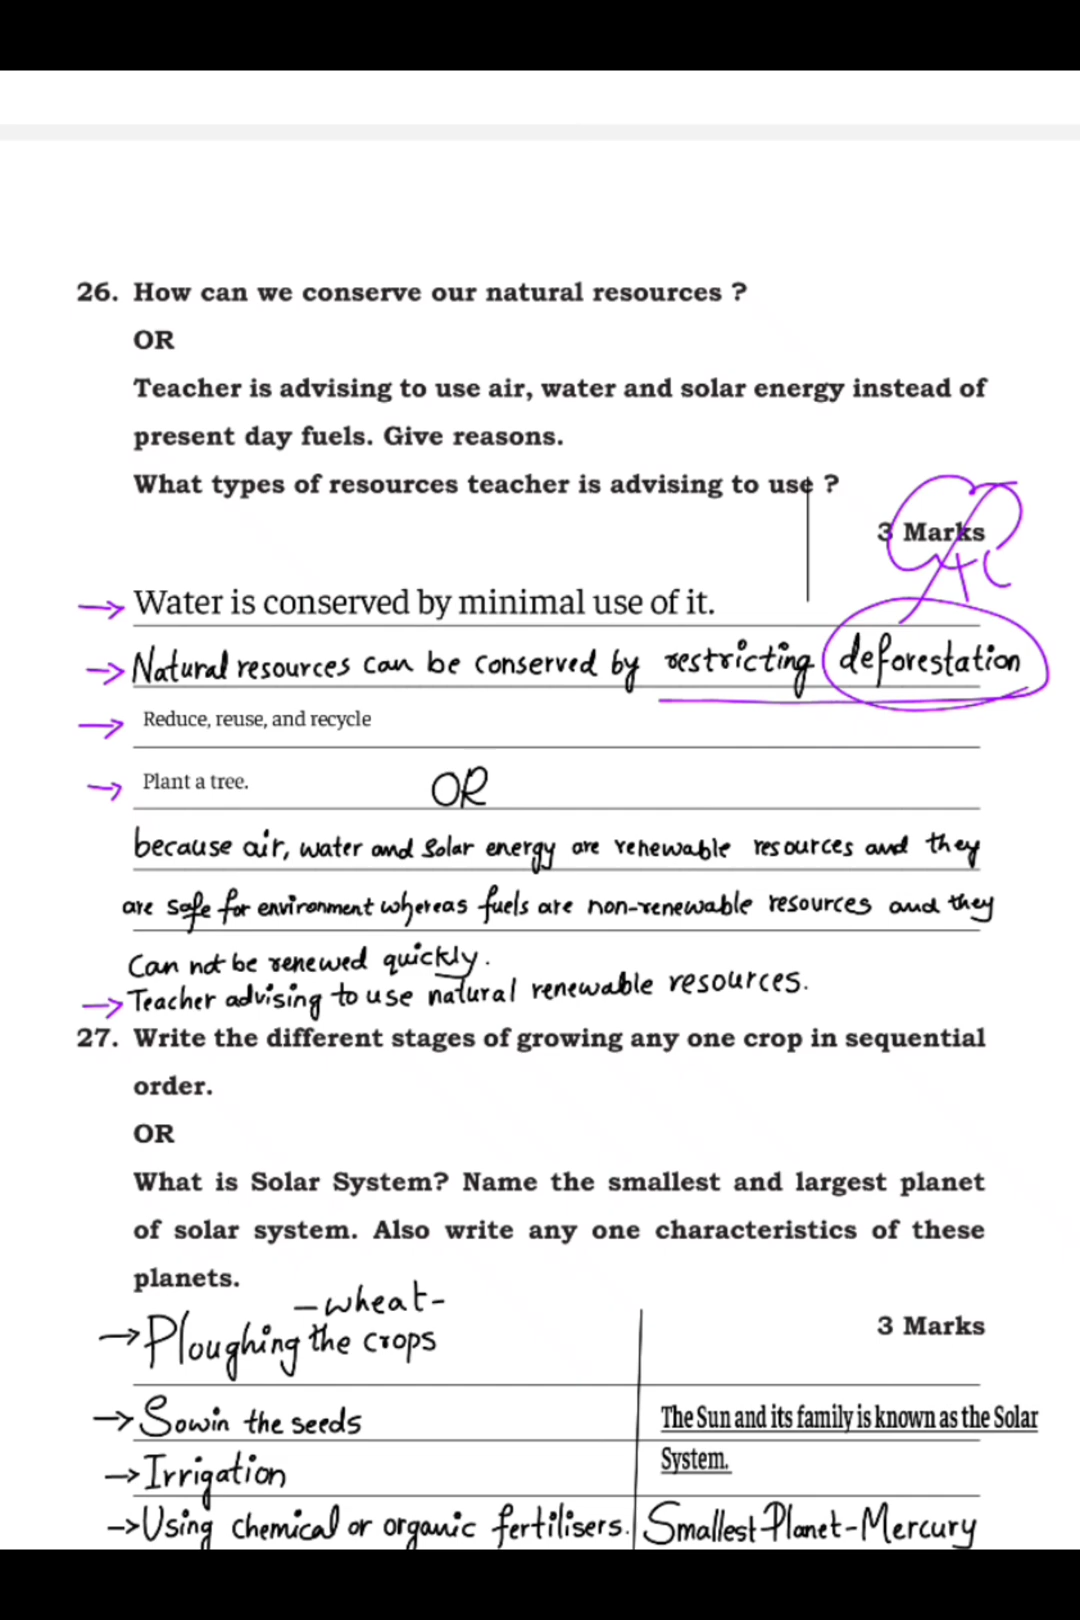 26. How can we conserve our natural resources ?
OR
Teacher is advising to use air, water and solar energy instead of
present day fuels. Give reasons.
What types of resources teacher is advising to use ?
3 Marks
→ Water is conserved by minimal use of it.
→ Natural resources can be conserved by restricting deforestation
→ Reduce, reuse, and recycle
→ Plant a tree.
OR
because air, water and Solar energy are renewable resources and they
are safe for environment whereas fuels are non-renewable resources and they
Can not be renewed quickly.
→ Teacher advising to use natural renewable resources.
27. Write the different stages of growing any one crop in sequential
order.
OR
What is Solar System? Name the smallest and largest planet
of solar system. Also write any one characteristics of these
planets.
- wheat -
3 Marks
→ Ploughing the crops
→ Sowin the seeds
→ Irrigation
→ Using chemical or organic fertilisers.
The Sun and its family is known as the Solar
System.
Smallest Planet - Mercury